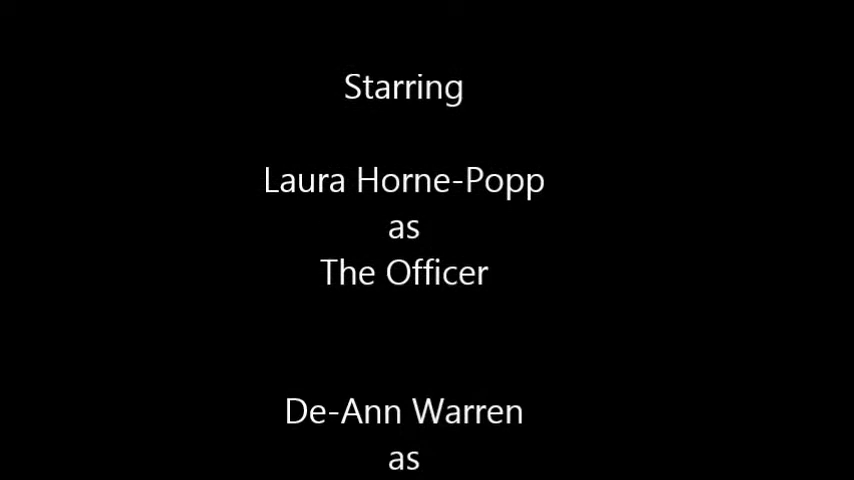 Starring
Laura Horne-Popp
as
The Officer
De-Ann Warren
as